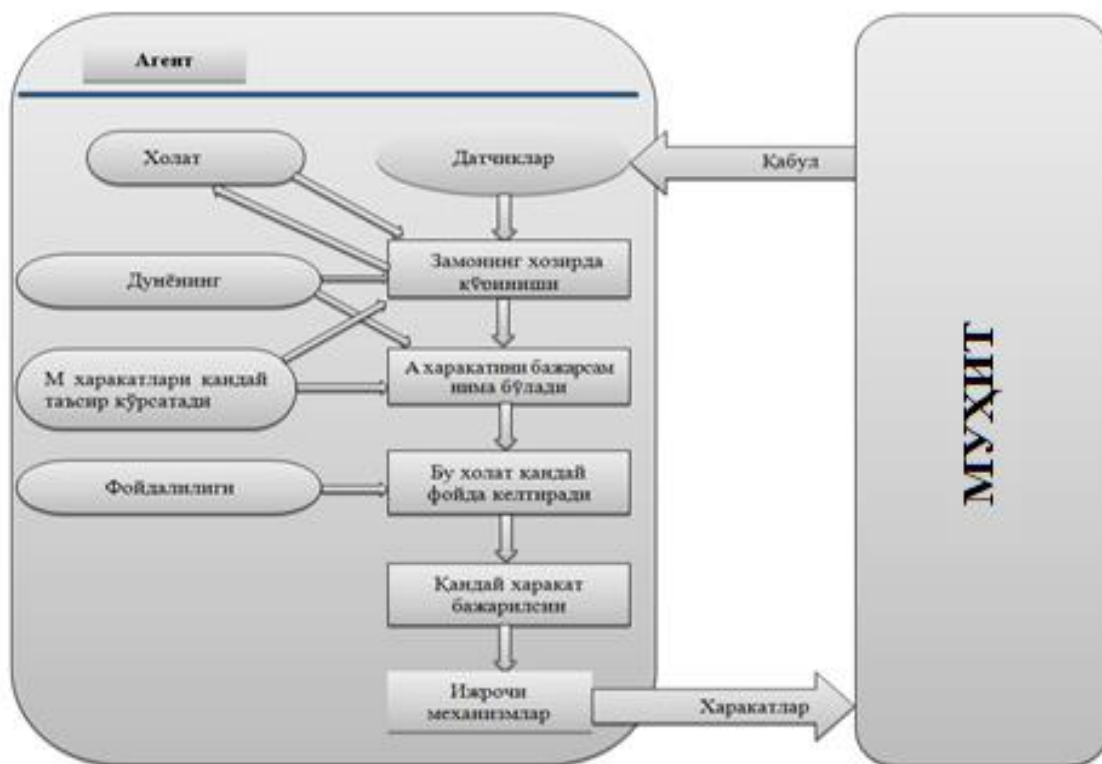 Агент
Холат
Датчиклар
Қабул
Замонинг хозирда
кўриниши
Дунёнинг
М харакатлари қандай
таъсир кўрсатади
А харакатини бажарсам
нима бўлади
Фойдалилиги
Бу холат қандай
фойда келтиради
Қандай харакат
бажарилсин
Ижрочи
механизмлар
Харакатлар
МУҲИТ